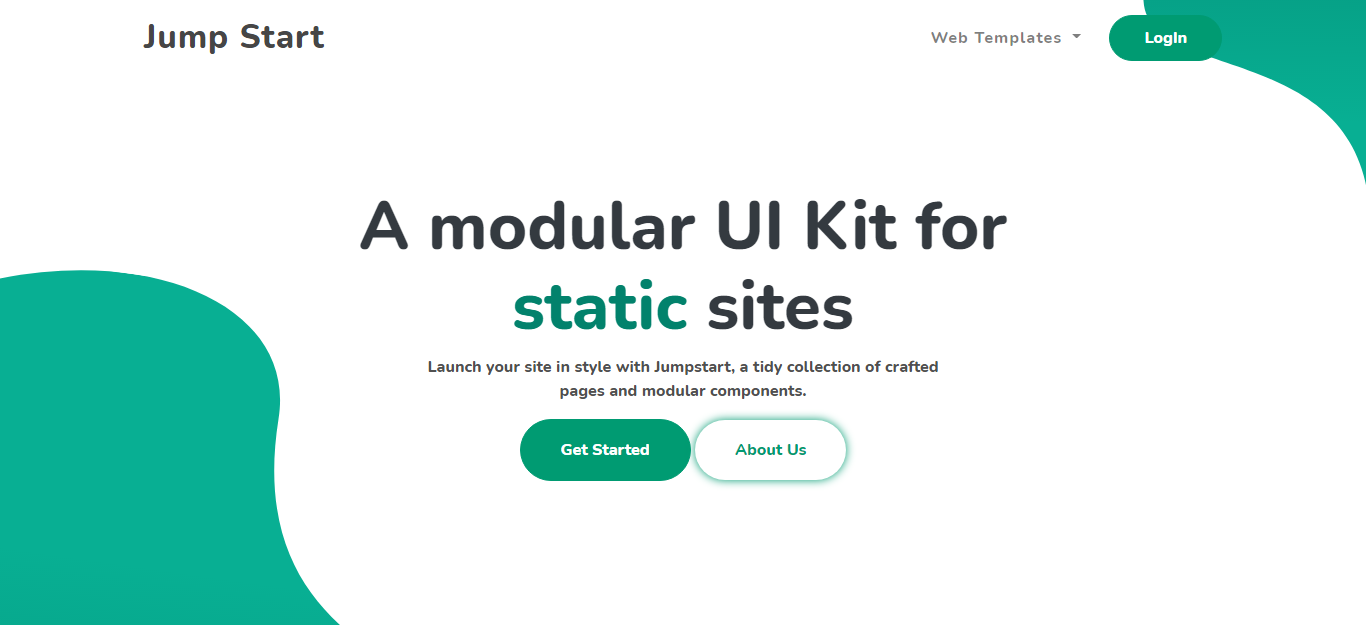 Jump Start
Web Templates
LogIn
A modular UI Kit for
static sites
Launch your site in style with Jumpstart, a tidy collection of crafted
pages and modular components.
Get Started
About Us